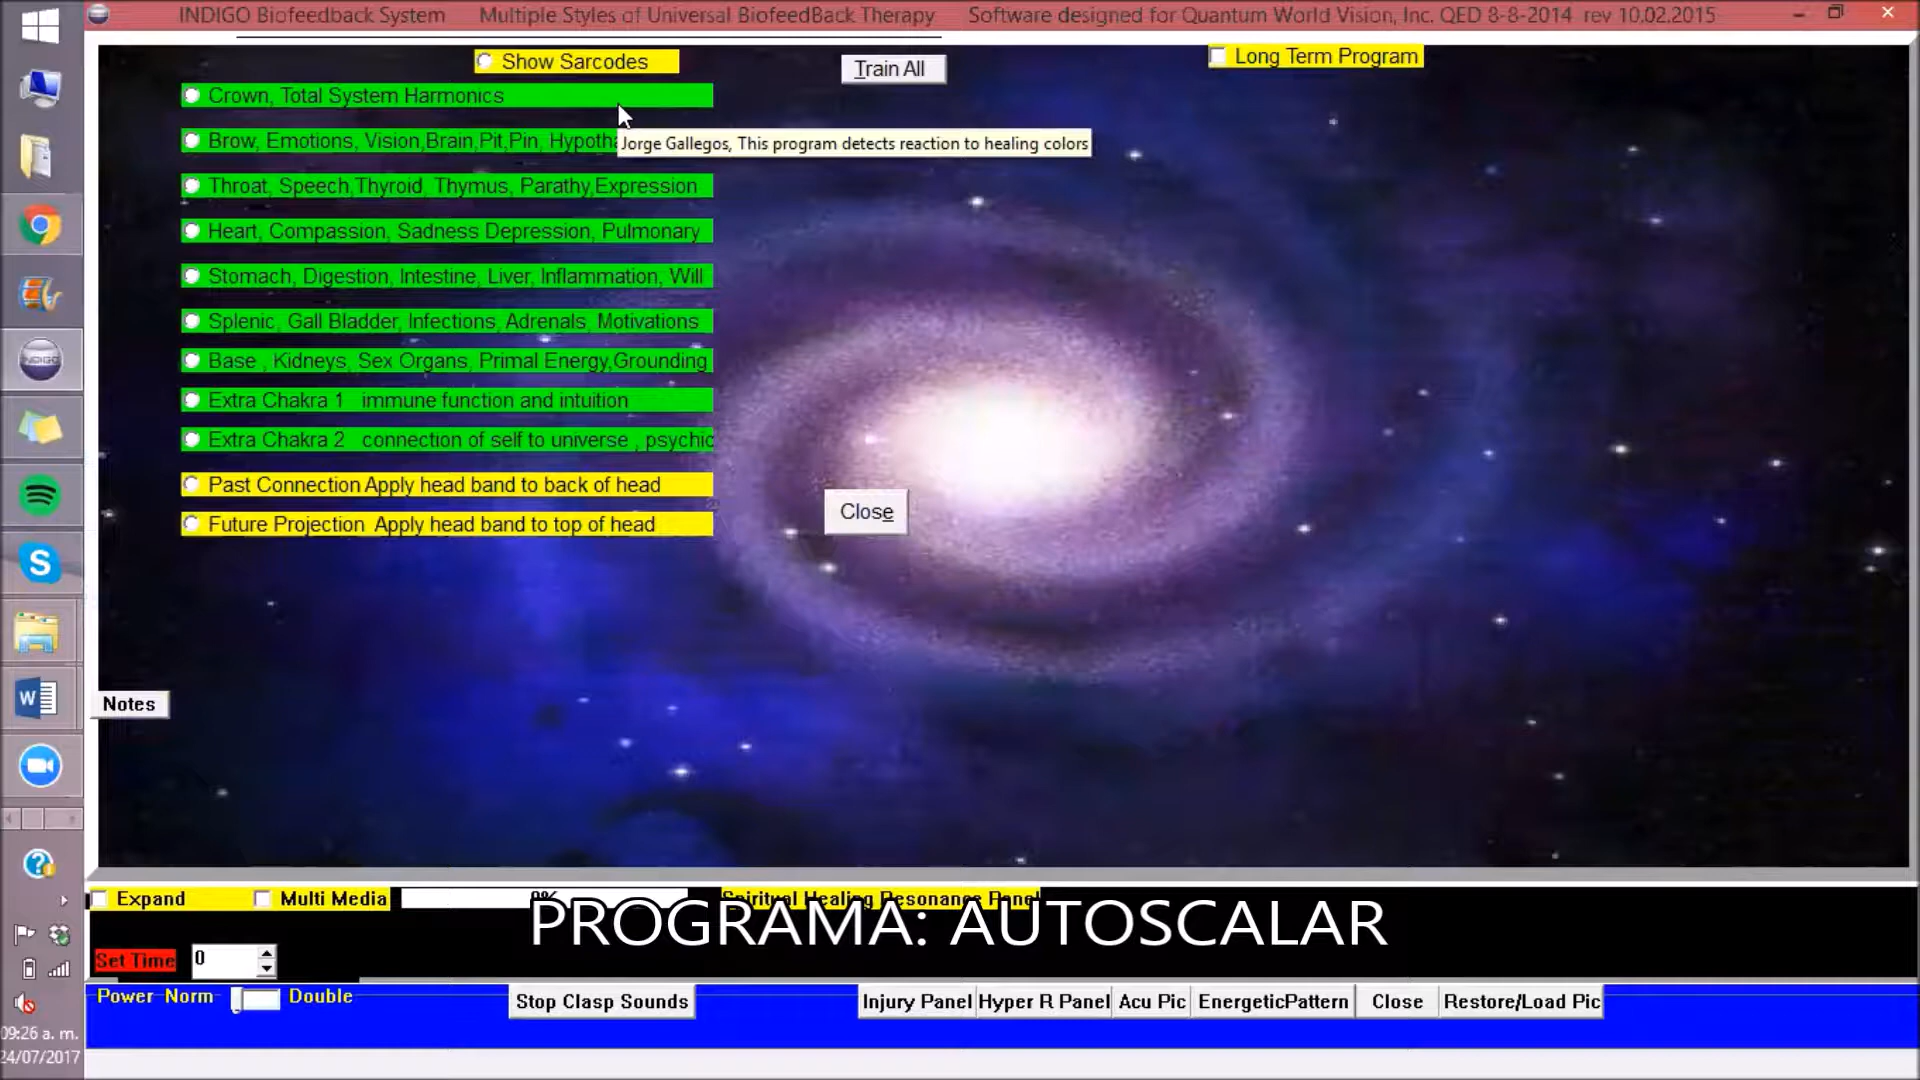 INDIGO Biofeedback System Multiple Styles of Universal BiofeedBack Therapy Software designed for Quantum World Vision, Inc. QED 8-8-2014 rev 10.02.2015
Show Sarcodes
Train All
Long Term Program
Crown, Total System Harmonics
Brow, Emotions, Vision,Brain,Pit,Pin, Hypotha
Jorge Gallegos, This program detects reaction to healing colors
Throat, Speech,Thyroid, Thymus, Parathy,Expression
Heart, Compassion, Sadness Depression, Pulmonary
Stomach, Digestion, Intestine, Liver, Inflammation, Will
Splenic, Gall Bladder, Infections, Adrenals, Motivations
Base , Kidneys, Sex Organs, Primal Energy,Grounding
INDIGO
Extra Chakra 1 immune function and intuition
Extra Chakra 2 connection of self to universe , psychic
Past Connection Apply head band to back of head
Future Projection Apply head band to top of head
Close
Notes
Expand Multi Media 0% Spiritual Healing Resonance Panel
PROGRAMA: AUTOSCALAR
Set Time 0
Power Norm Double
Stop Clasp Sounds Injury Panel Hyper R Panel Acu Pic EnergeticPattern Close Restore/Load Pic
09:26 a. m.
24/07/2017